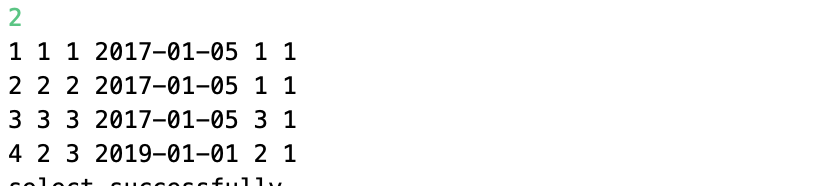 2
1 1 1 2017-01-05 1 1
2 2 2 2017-01-05 1 1
3 3 3 2017-01-05 3 1
4 2 3 2019-01-01 2 1
select successfully